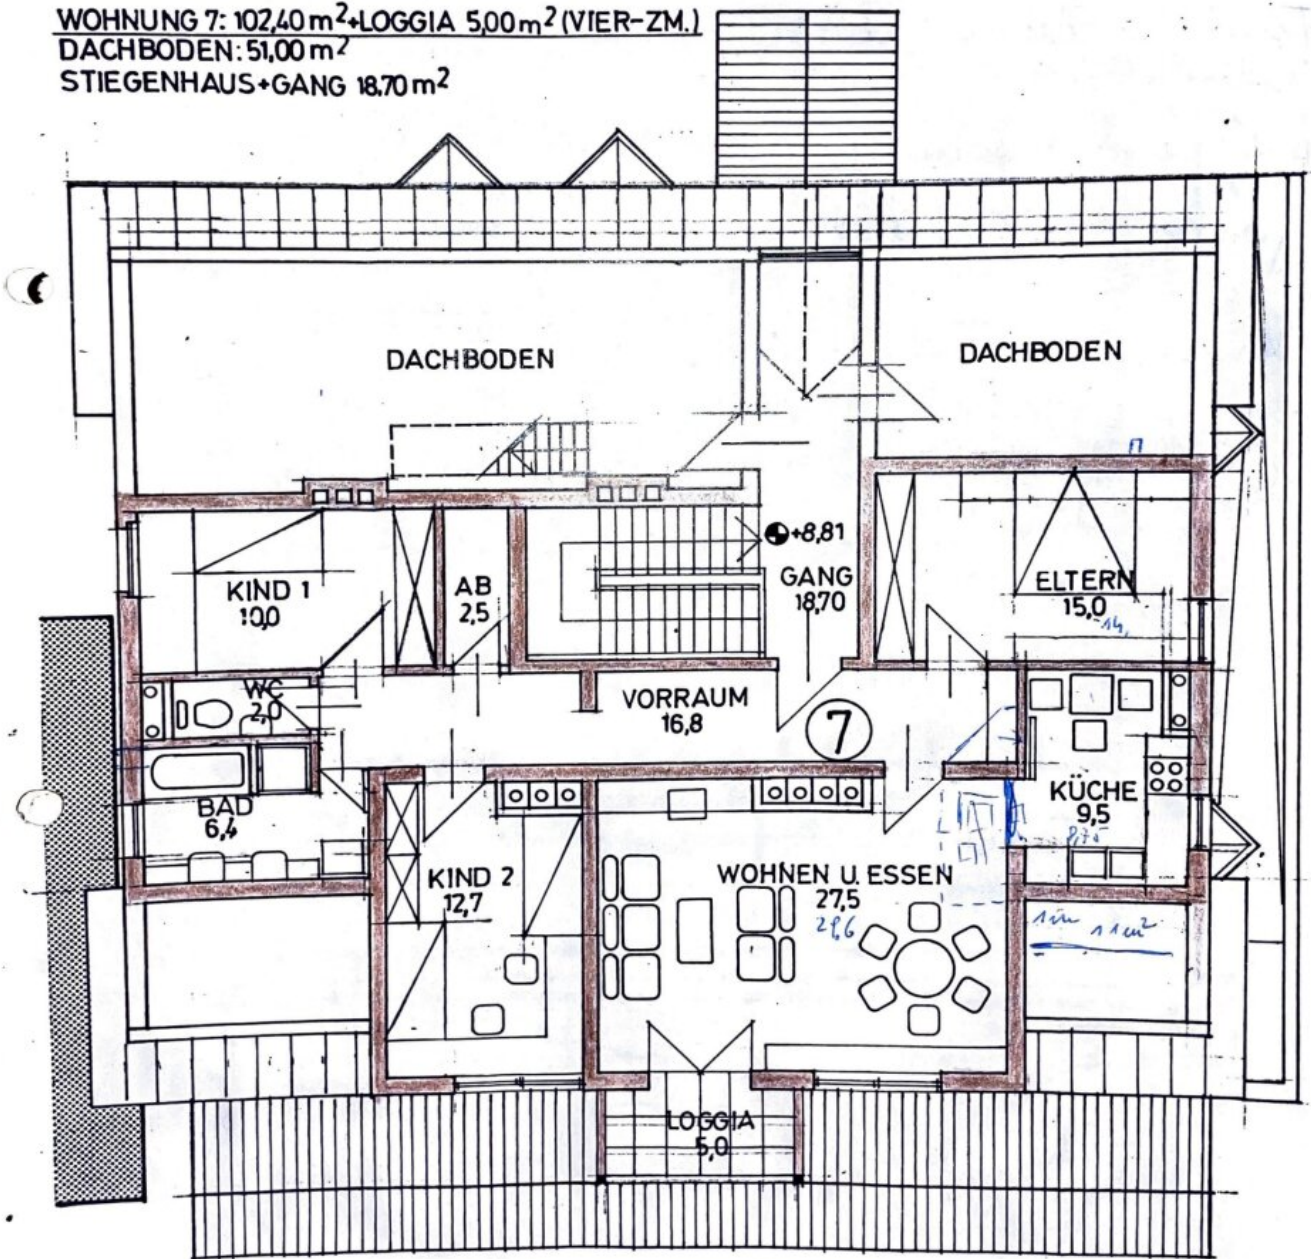 WOHNUNG 7: 102,40 m²+LOGGIA 5,00 m² (VIER-ZM.)
DACHBODEN: 51,00 m²
STIEGENHAUS+GANG 18.70 m²
DACHBODEN
DACHBODEN
+8,81
GANG
18,70
KIND 1
10,0
AB
2,5
ELTERN
15,0
14,
WC
2,0
VORRAUM
16,8
7
KÜCHE
9,5
8,75
BAD
6,4
KIND 2
12,7
WOHNEN U. ESSEN
27,5
LOGGIA
5,0